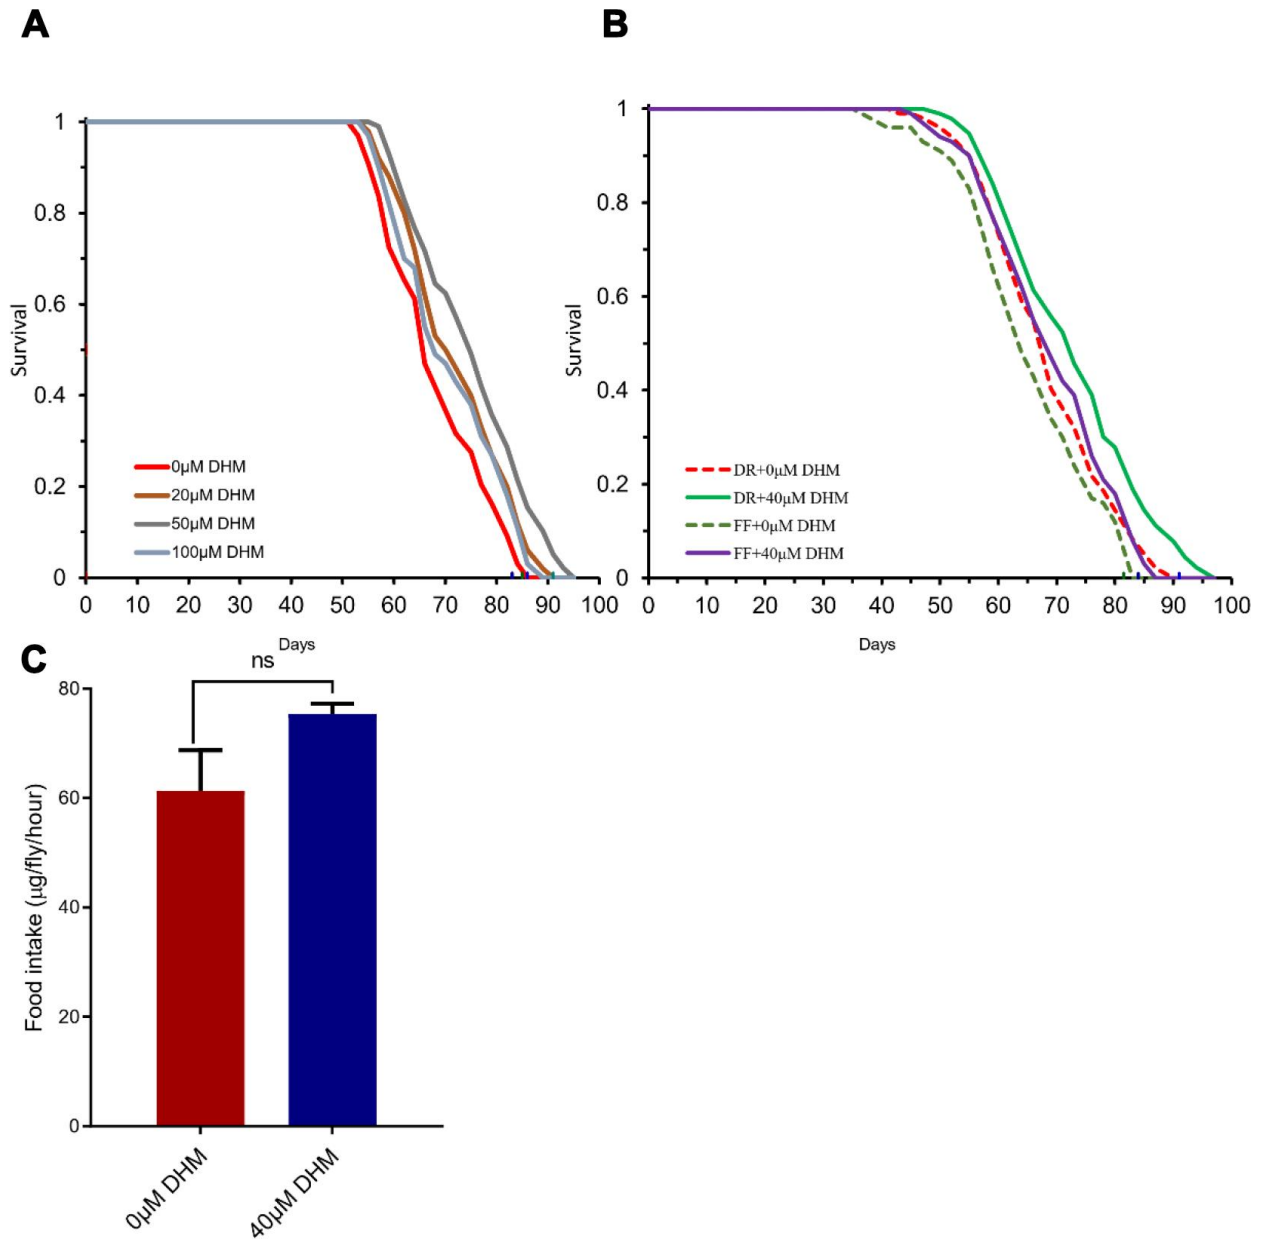 A
B
1
0.8
0.6
0.4
0.2
0
Survival
0μM DHM
20μM DHM
50μM DHM
100μM DHM
0 10 20 30 40 50 60 70 80 90 100
Days
1
0.8
0.6
0.4
0.2
0
Survival
DR+0μM DHM
DR+40μM DHM
FF+0μM DHM
FF+40μM DHM
0 10 20 30 40 50 60 70 80 90 100
Days
C
ns
80
60
40
20
0
Food intake (μg/fly/hour)
0μM DHM
40μM DHM